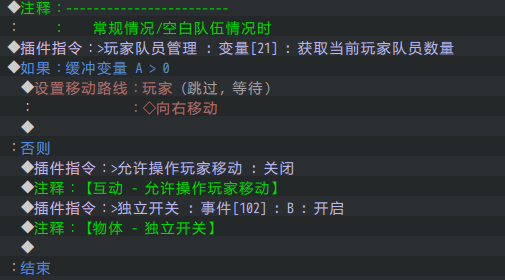 ◆注释：-----------------------
：　　：　常规情况/空白队伍情况时
◆插件指令：>玩家队员管理 : 变量[21] : 获取当前玩家队员数量
◆如果：缓冲变量 A > 0
◆设置移动路线：玩家 (跳过, 等待)
：　　　　　　：◇向右移动
◆
：否则
◆插件指令：>允许操作玩家移动 : 关闭
◆注释：【互动 - 允许操作玩家移动】
◆插件指令：>独立开关 : 事件[102] : B : 开启
◆注释：【物体 - 独立开关】
◆
：结束